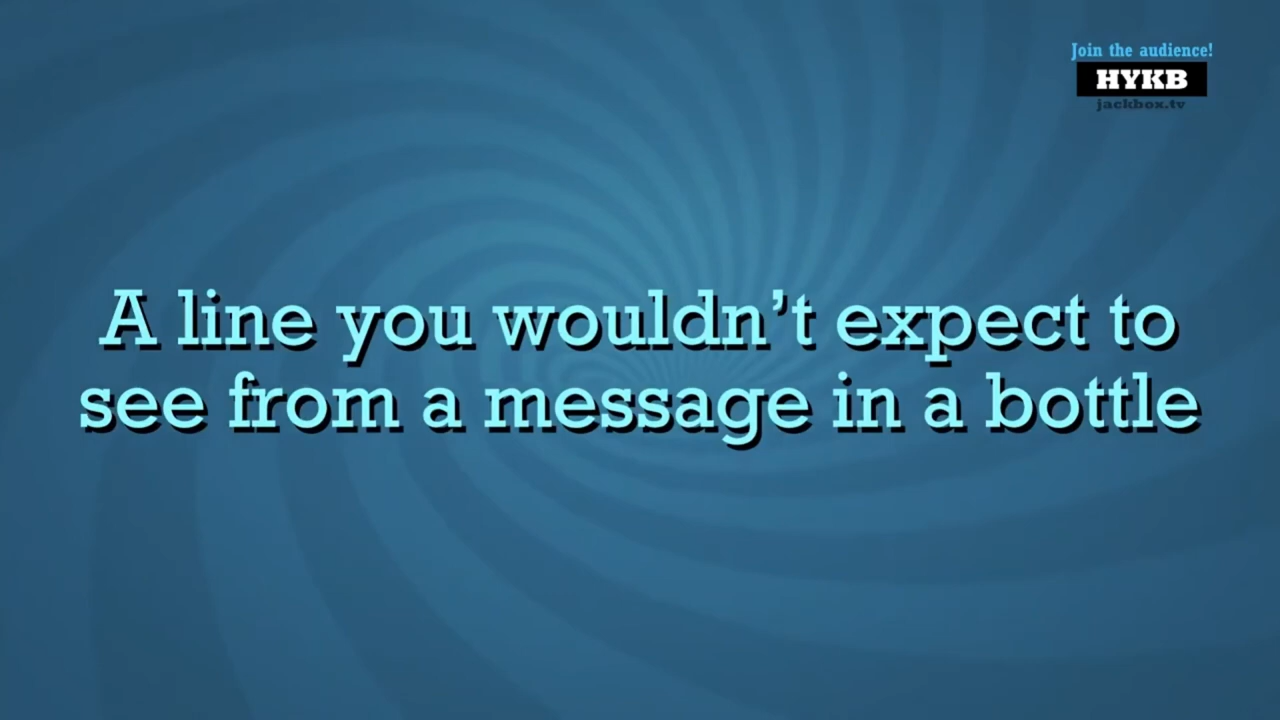 Join the audience!
HYKB
jackbox.tv
A line you wouldn’t expect to
see from a message in a bottle